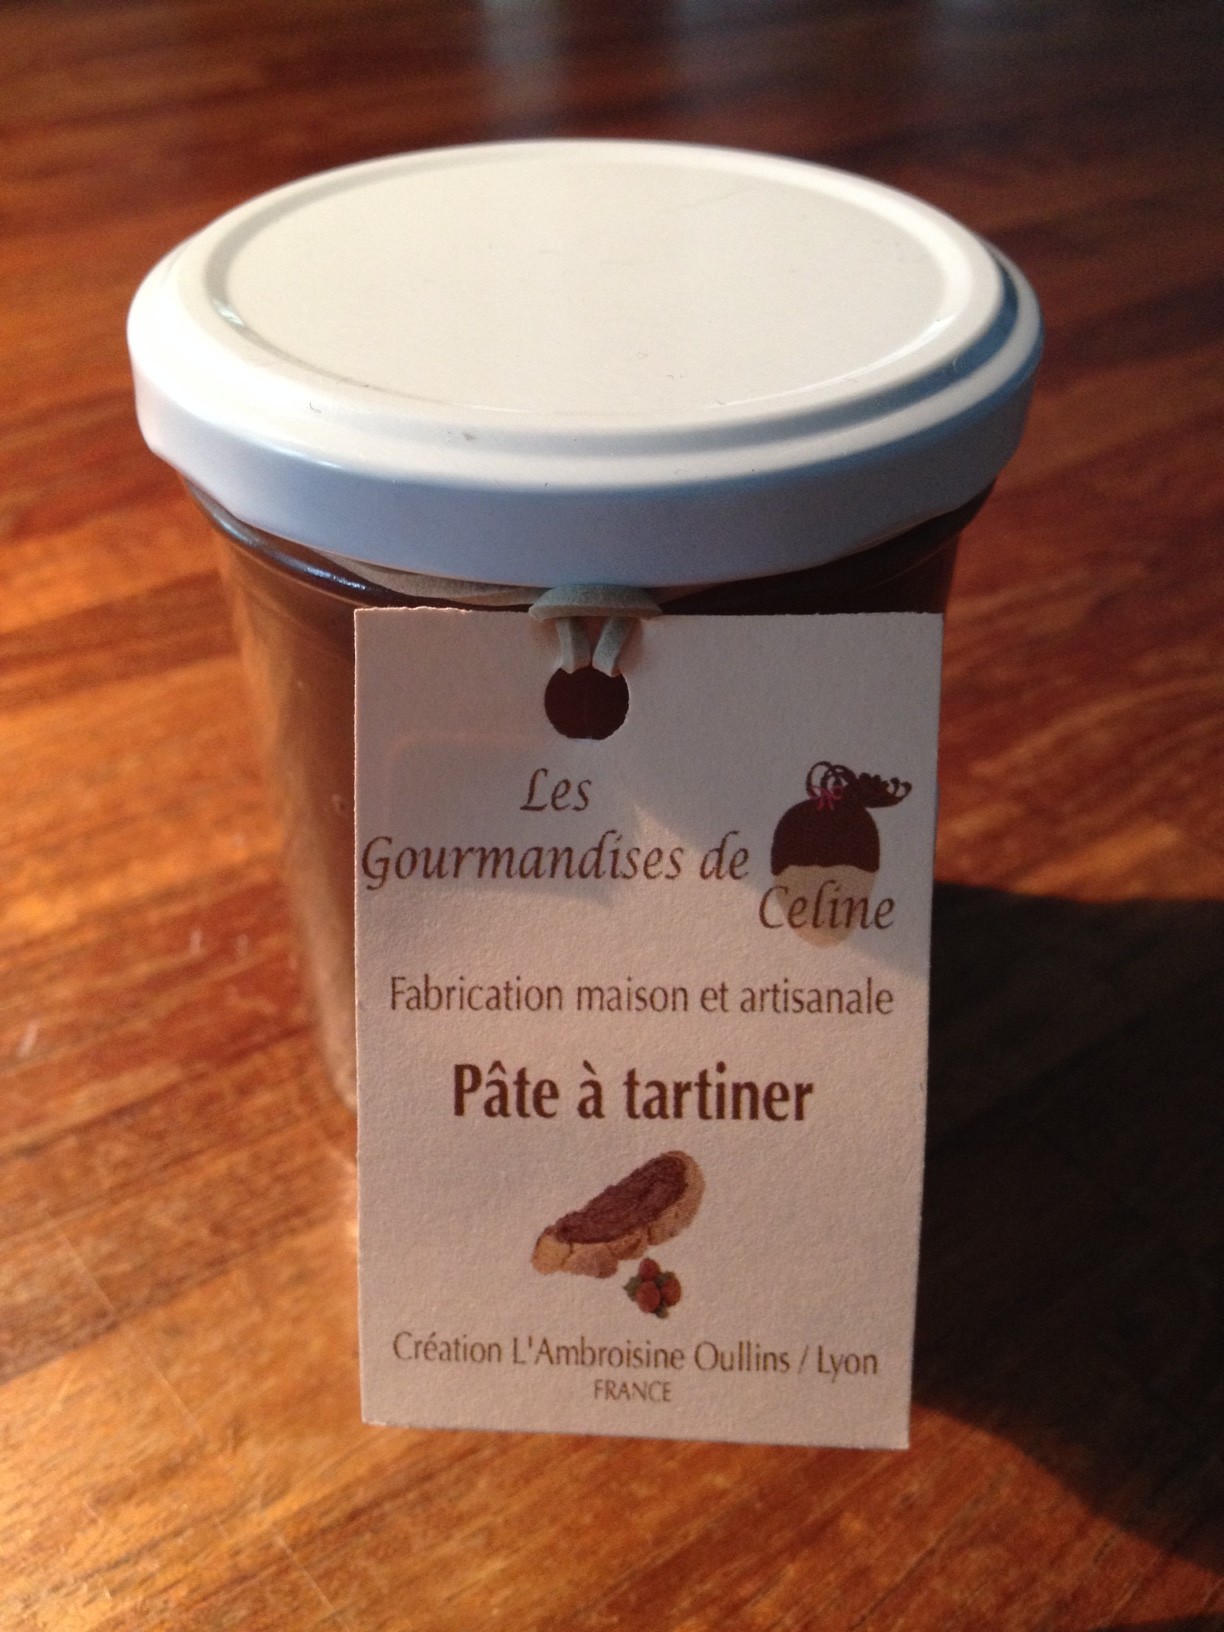 Les
Gourmandises de
Celine
Fabrication maison et artisanale
Pâte à tartiner
Création L'Ambroisine Oullins / Lyon
FRANCE